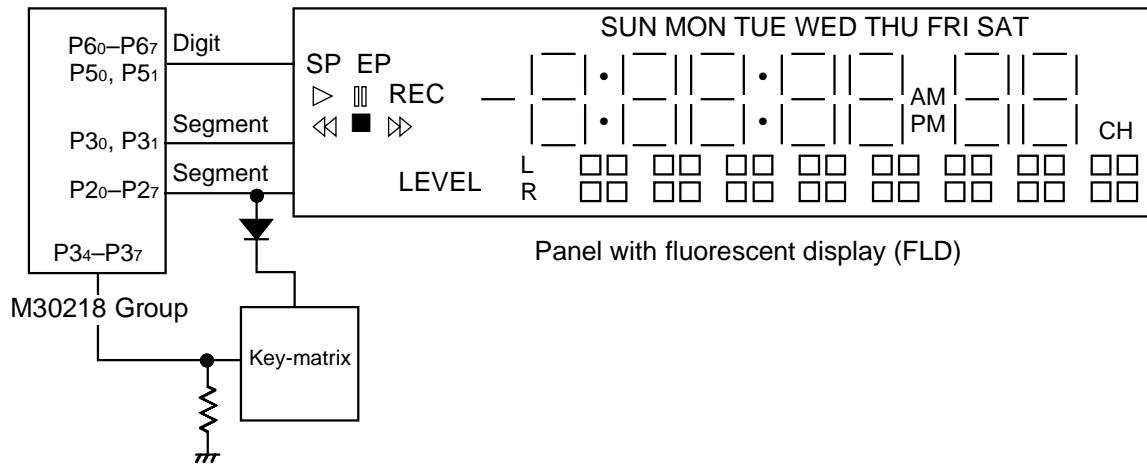 P60–P67
P50, P51
Digit
P30, P31
Segment
P20–P27
Segment
P34–P37
M30218 Group
Key-matrix
SUN MON TUE WED THU FRI SAT
SP EP
REC
AM
PM
CH
LEVEL
L
R
Panel with fluorescent display (FLD)